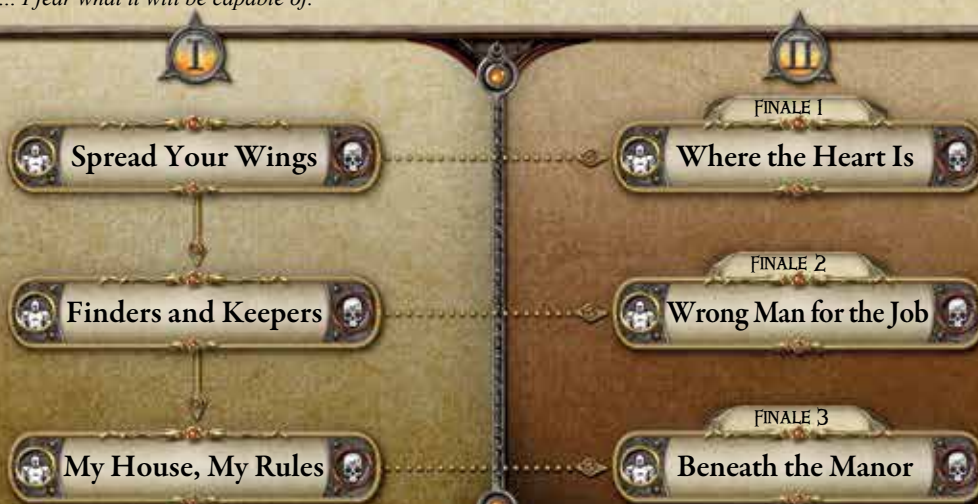 ... I fear what it will be capable of.
I
II
Spread Your Wings
FINALE 1
Where the Heart Is
Finders and Keepers
FINALE 2
Wrong Man for the Job
My House, My Rules
FINALE 3
Beneath the Manor